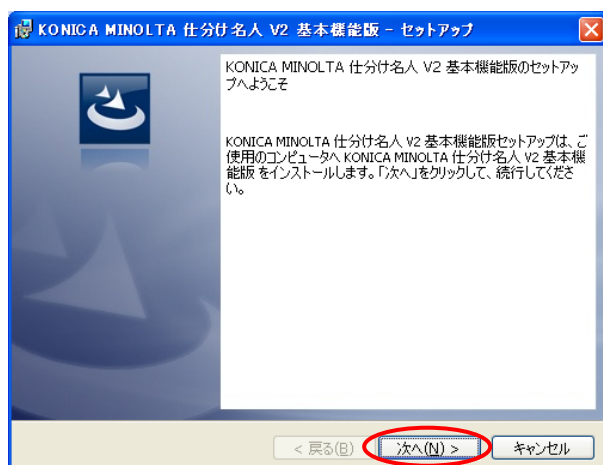 KONICA MINOLTA 仕分け名人 V2 基本機能版 - セットアップ
KONICA MINOLTA 仕分け名人 V2 基本機能版のセットアッ
プへようこそ
KONICA MINOLTA 仕分け名人 V2 基本機能版セットアップは、ご
使用のコンピュータへ KONICA MINOLTA 仕分け名人 V2 基本機
能版 をインストールします。「次へ」をクリックして、続行してくださ
い。
< 戻る(B)
次へ(N) >
キャンセル